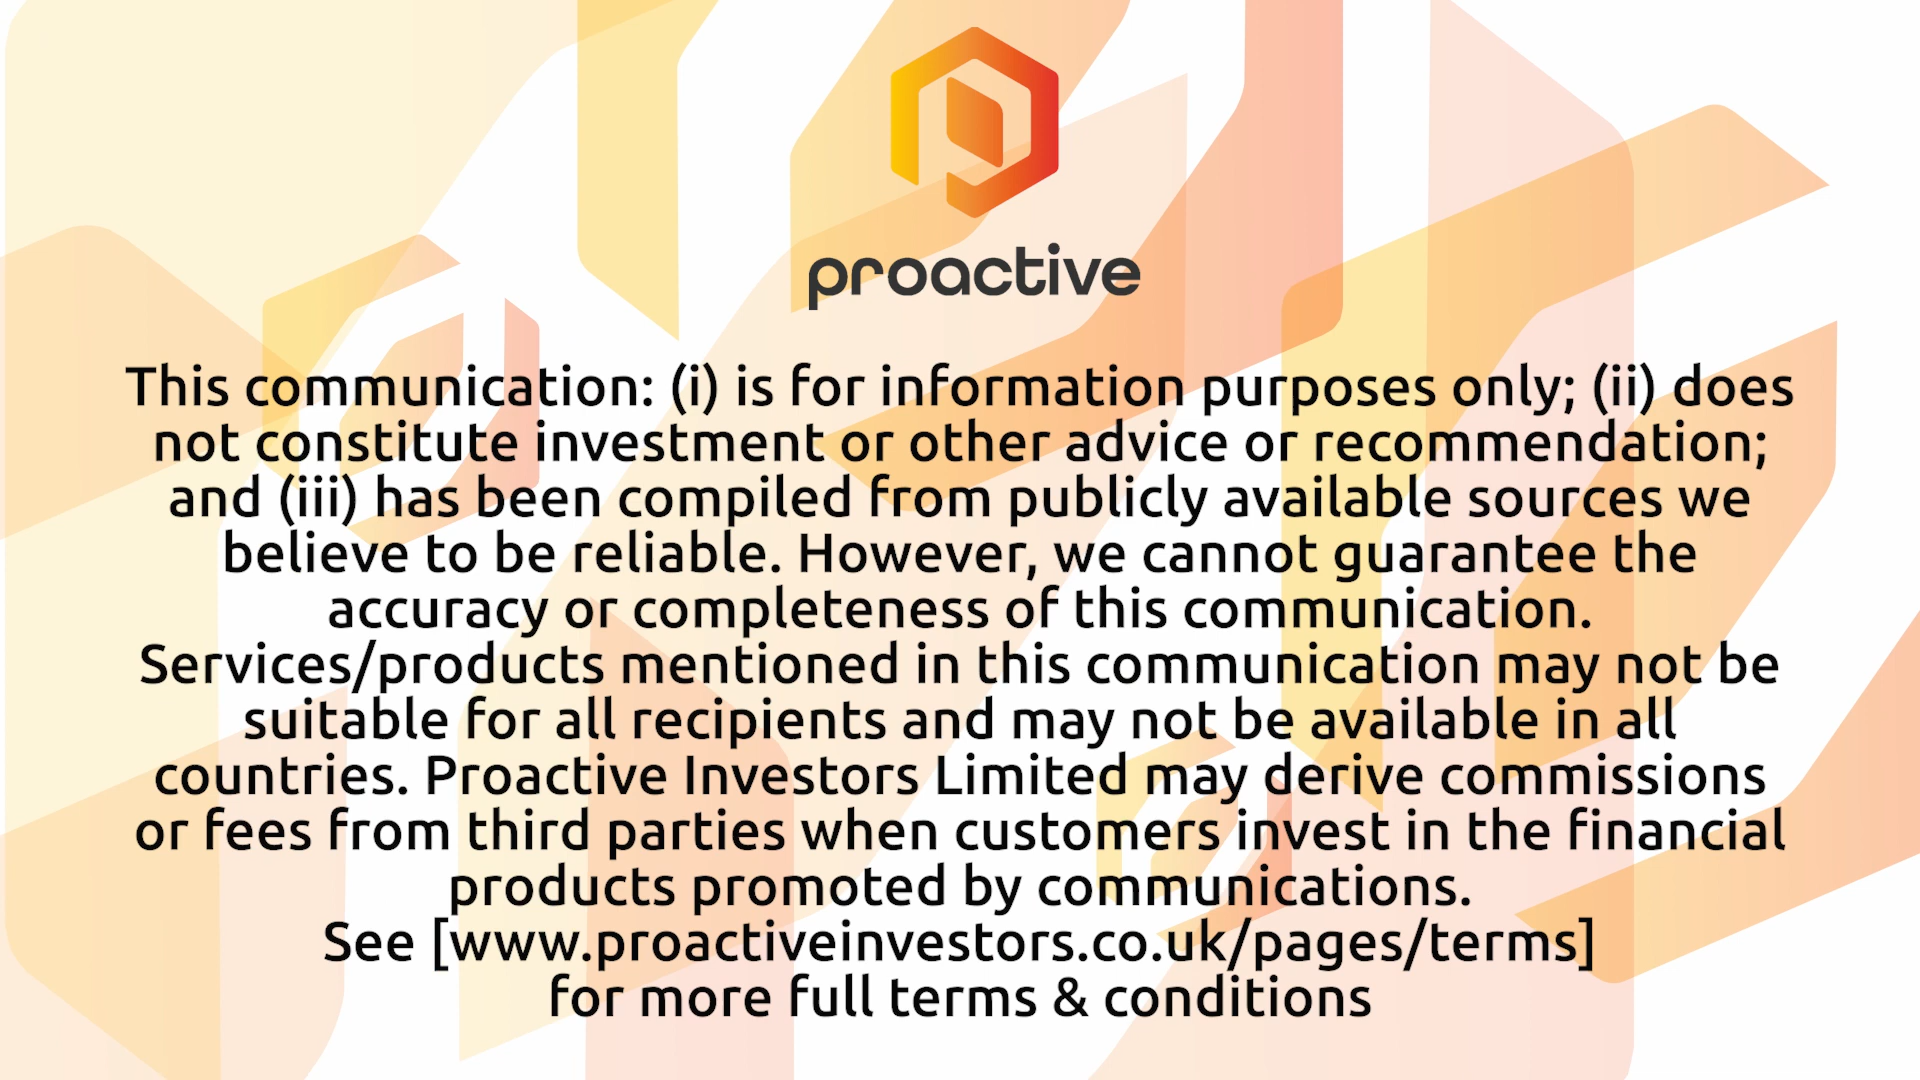 proactive
This communication: (i) is for information purposes only; (ii) does
not constitute investment or other advice or recommendation;
and (iii) has been compiled from publicly available sources we
believe to be reliable. However, we cannot guarantee the
accuracy or completeness of this communication.
Services/products mentioned in this communication may not be
suitable for all recipients and may not be available in all
countries. Proactive Investors Limited may derive commissions
or fees from third parties when customers invest in the financial
products promoted by communications.
See [www.proactiveinvestors.co.uk/pages/terms]
for more full terms & conditions